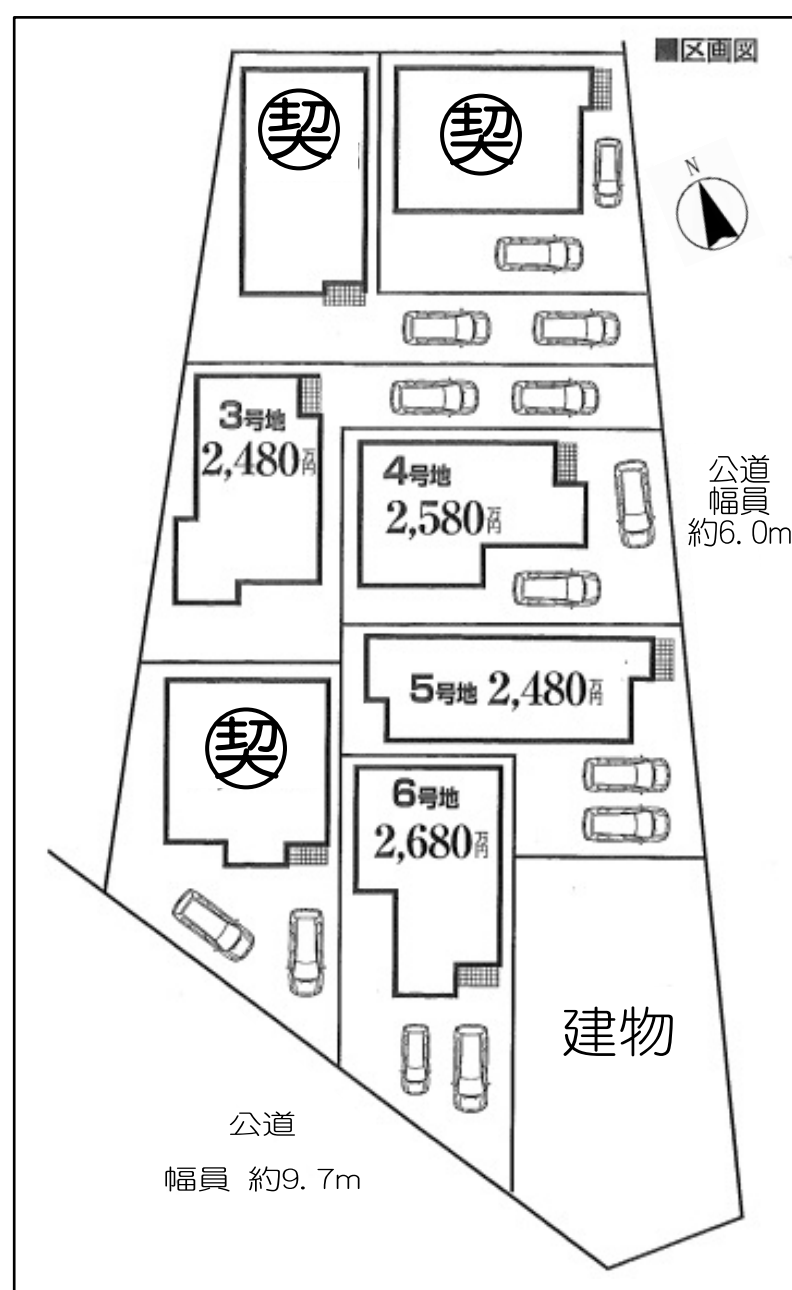 ■区画図
契
契
N
3号地
2,480万円
4号地
2,580万円
公道
幅員
約6.0m
5号地 2,480万円
契
6号地
2,680万円
建物
公道
幅員 約9.7m